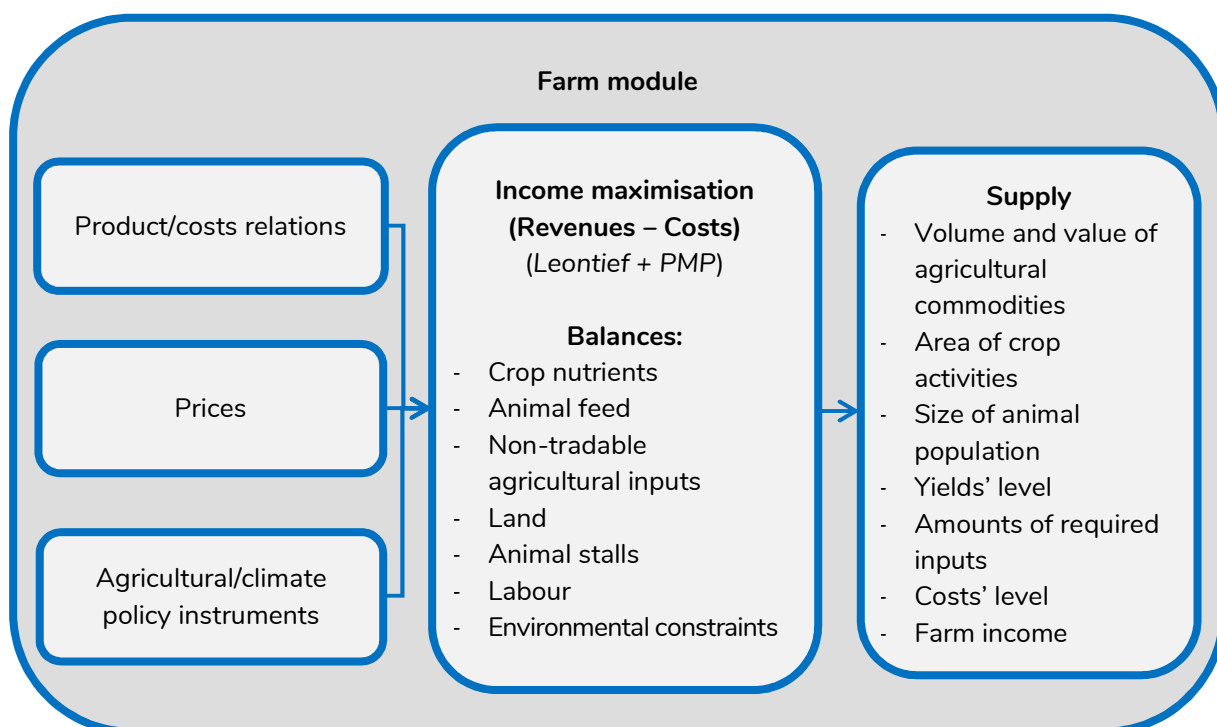 Farm module
Product/costs relations
Prices
Agricultural/climate
policy instruments
Income maximisation
(Revenues – Costs)
(Leontief + PMP)
Balances:
- Crop nutrients
- Animal feed
- Non-tradable
agricultural inputs
- Land
- Animal stalls
- Labour
- Environmental constraints
Supply
- Volume and value of
agricultural
commodities
- Area of crop
activities
- Size of animal
population
- Yields’ level
- Amounts of required
inputs
- Costs’ level
- Farm income